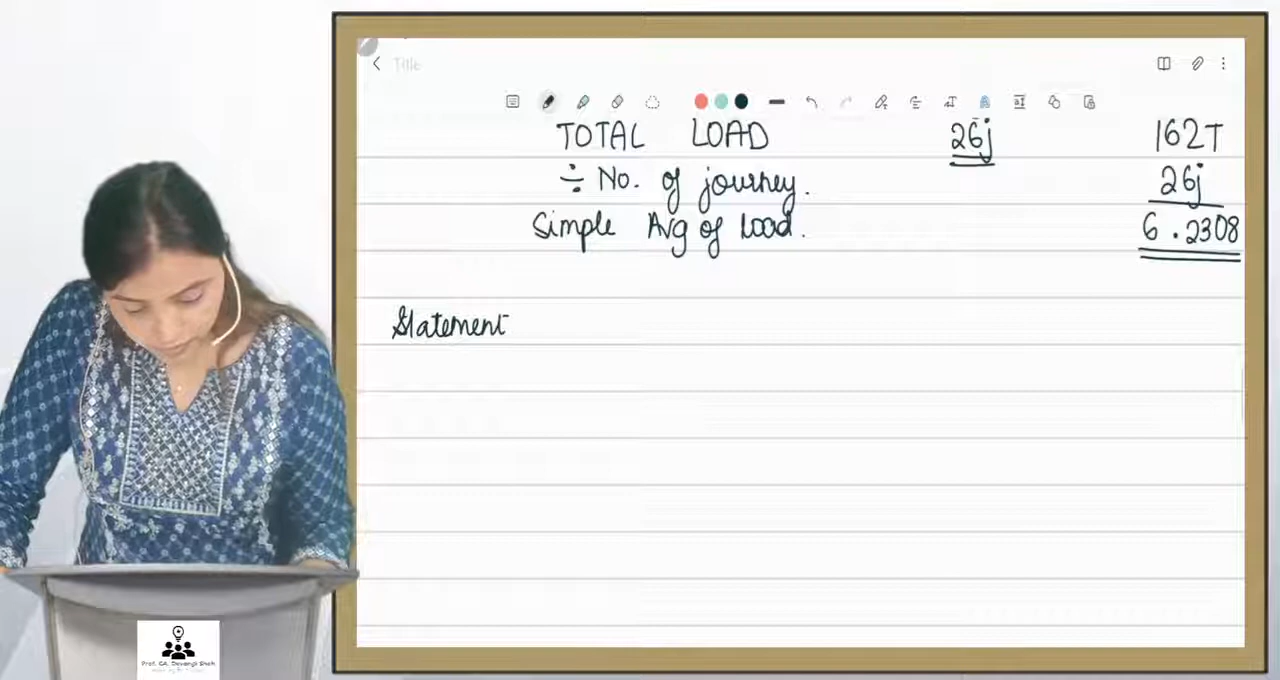 Title
TOTAL LOAD 26j 162T
÷ No. of journey. 26j
Simple Avg of Load. 6.2308
Statement
Prof. CA. Devangi Shah